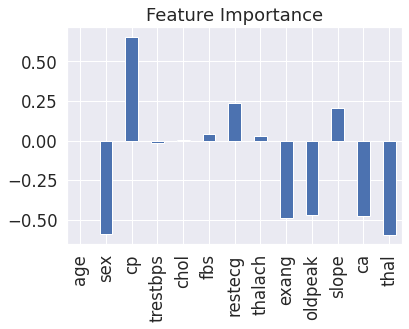 Feature Importance
0.50
0.25
0.00
−0.25
−0.50
age
sex
cp
trestbps
chol
fbs
restecg
thalach
exang
oldpeak
slope
ca
thal